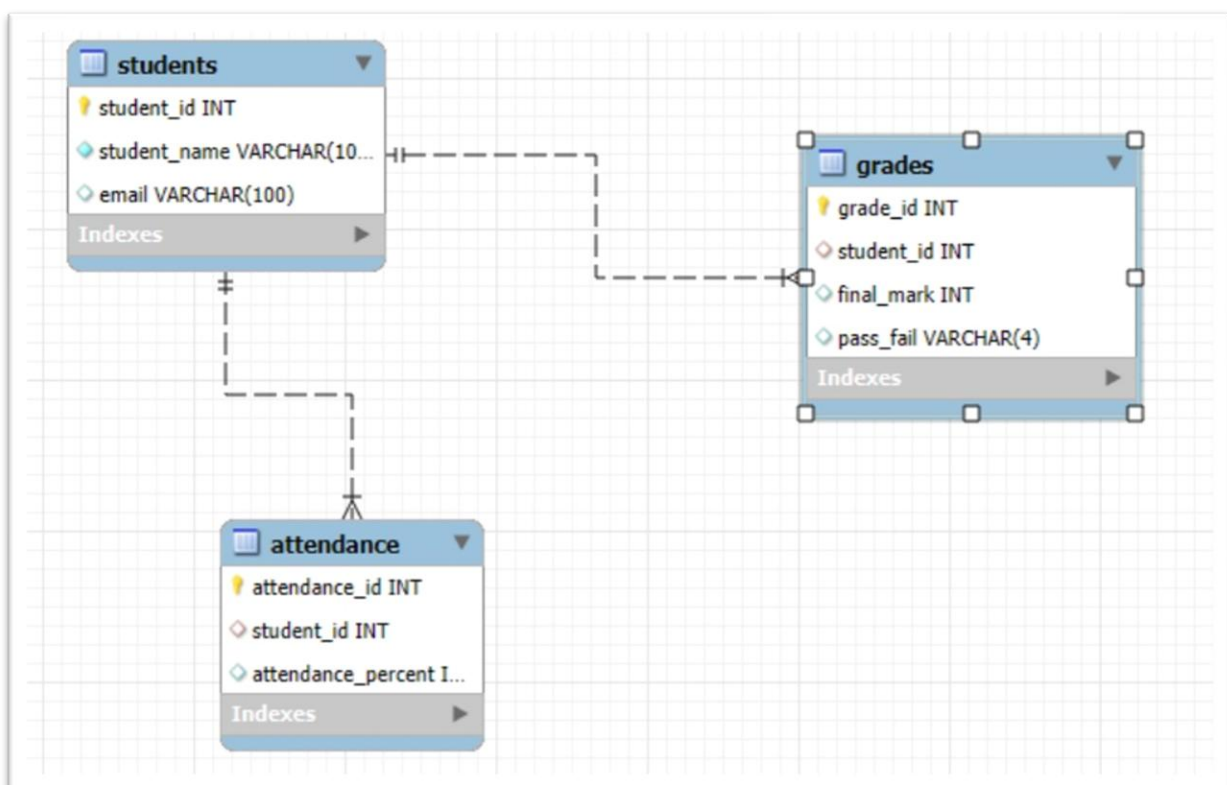 students
student_id INT
student_name VARCHAR(10...
email VARCHAR(100)
Indexes
grades
grade_id INT
student_id INT
final_mark INT
pass_fail VARCHAR(4)
Indexes
attendance
attendance_id INT
student_id INT
attendance_percent I...
Indexes